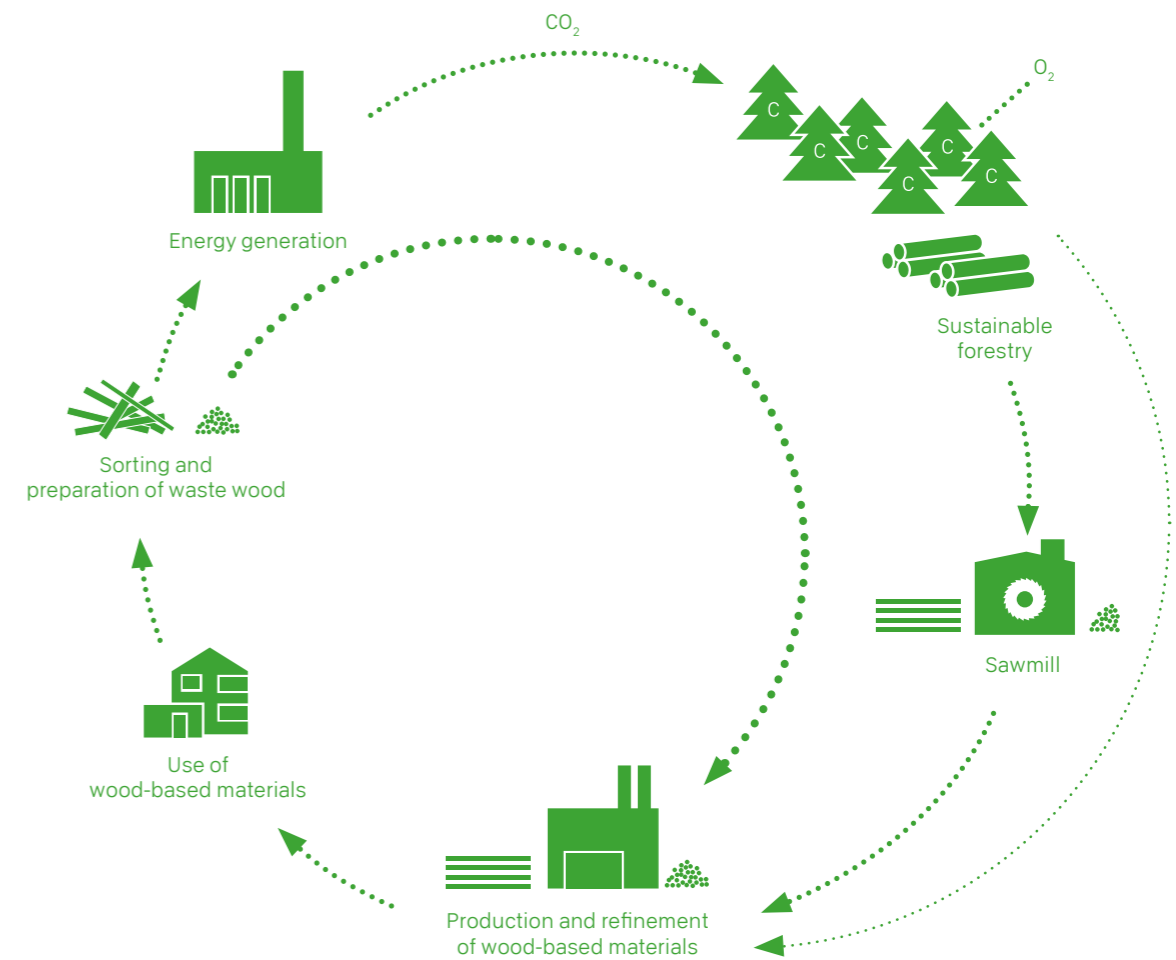 CO₂
O₂
C
C
C
C
C
C
Energy generation
Sustainable
forestry
Sorting and
preparation of waste wood
Sawmill
Use of
wood-based materials
Production and refinement
of wood-based materials